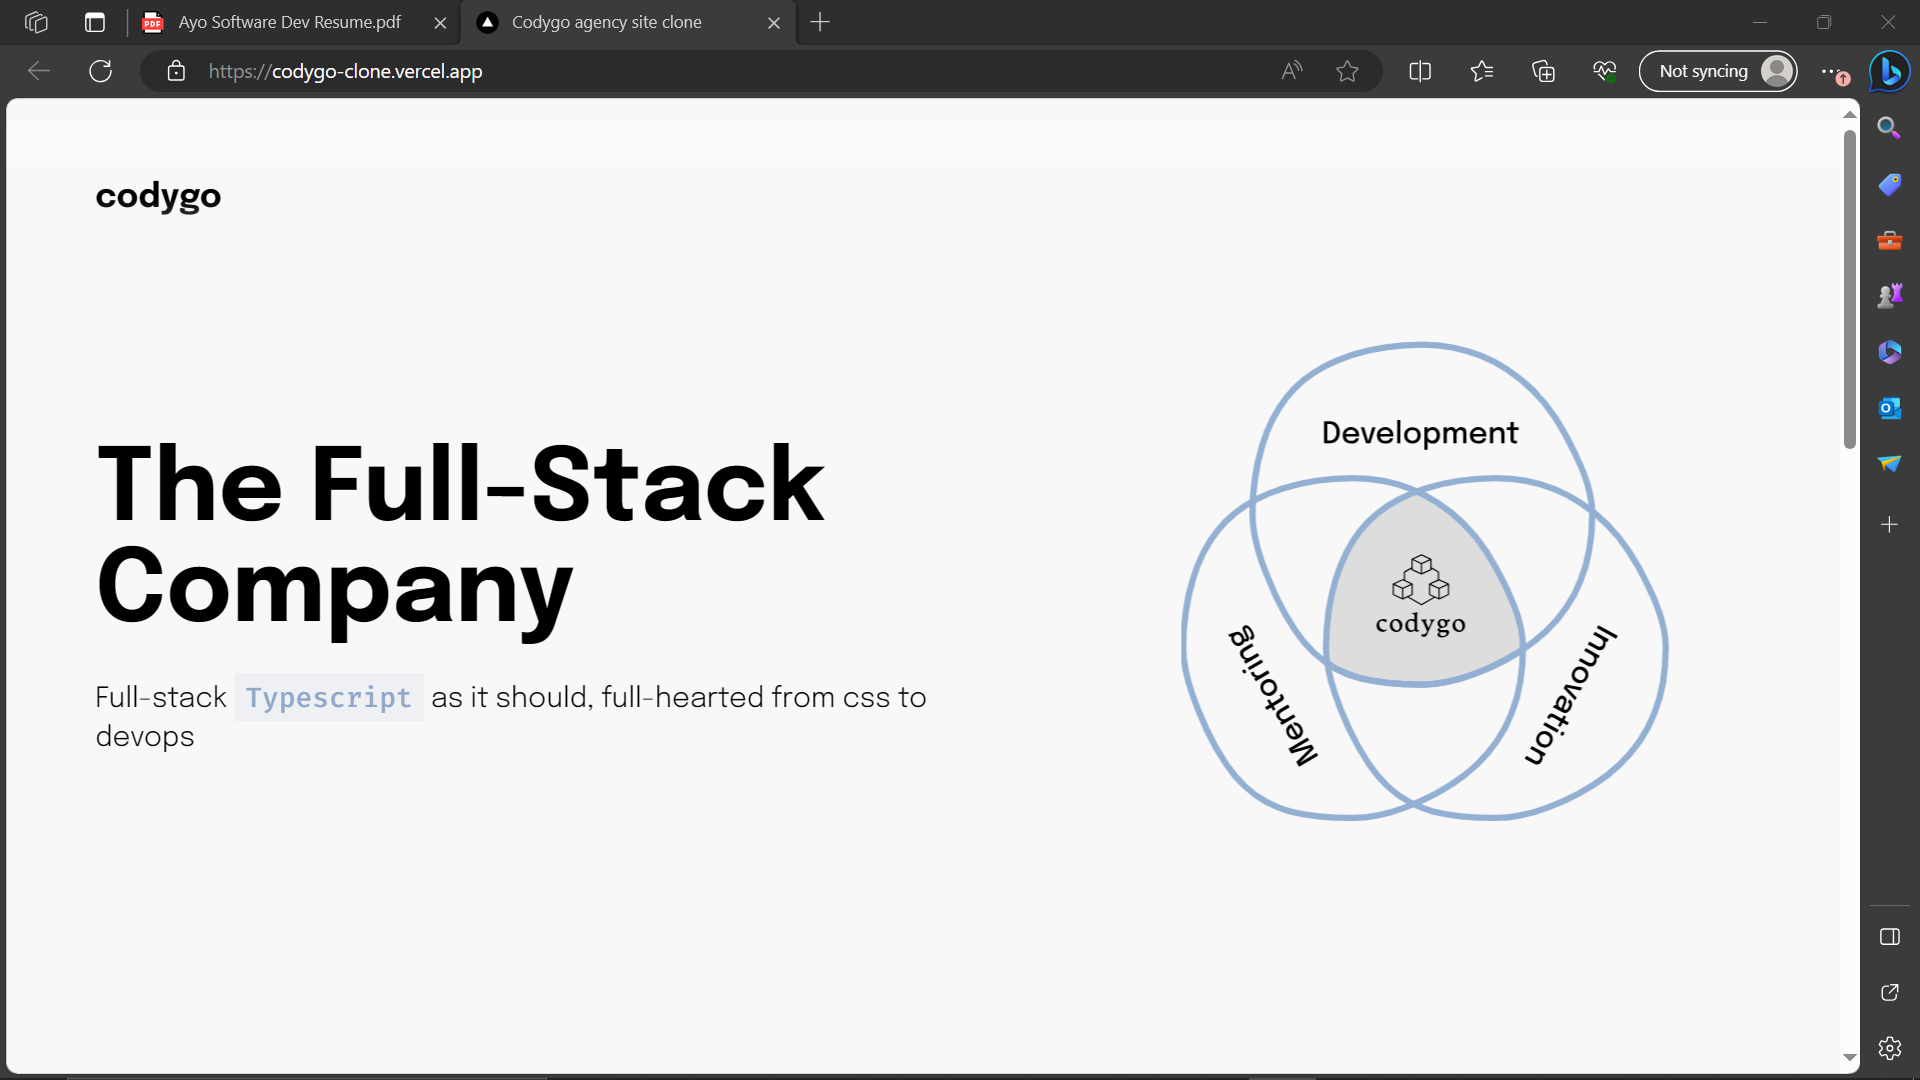 Ayo Software Dev Resume.pdf
Codygo agency site clone
https://codygo-clone.vercel.app
Not syncing
codygo
The Full-Stack
Company
Full-stack Typescript as it should, full-hearted from css to
devops
Development
codygo
Mentoring
Innovation